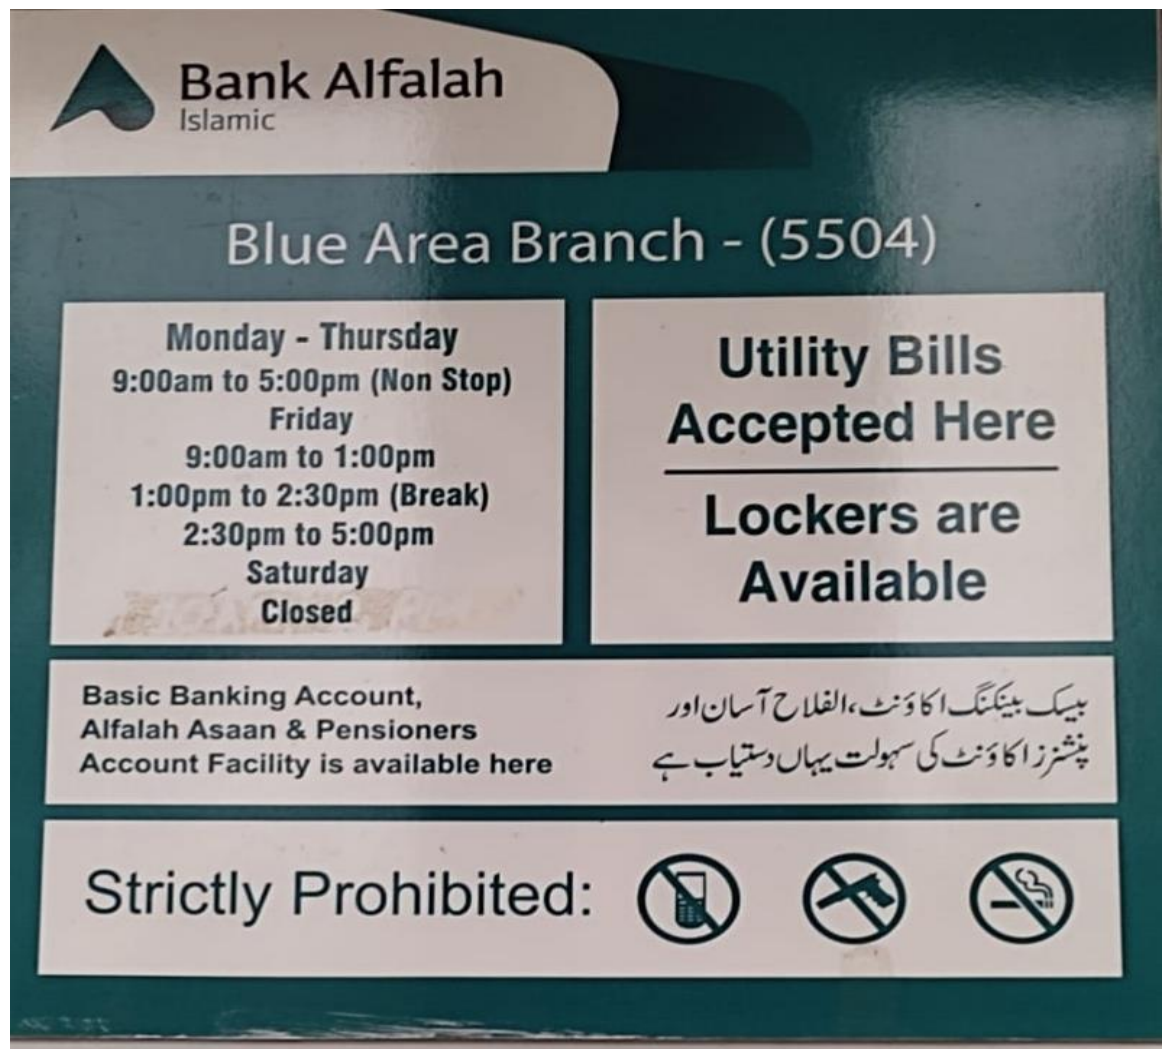 Bank Alfalah
Islamic
Blue Area Branch - (5504)
Monday - Thursday
9:00am to 5:00pm (Non Stop)
Friday
9:00am to 1:00pm
1:00pm to 2:30pm (Break)
2:30pm to 5:00pm
Saturday
Closed
Utility Bills
Accepted Here
Lockers are
Available
Basic Banking Account,
Alfalah Asaan & Pensioners
Account Facility is available here
بیسک بینکنگ اکاؤنٹ، الفلاح آسان اور
پنشنرز اکاؤنٹ کی سہولت یہاں دستیاب ہے
Strictly Prohibited: